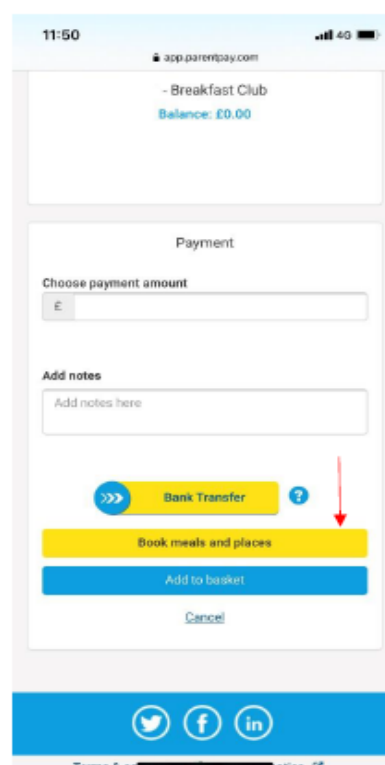 11:50
4G
app.parentpay.com
- Breakfast Club
Balance: £0.00
Payment
Choose payment amount
£
Add notes
Add notes here
>>> Bank Transfer ?
Book meals and places
Add to basket
Cancel
f in